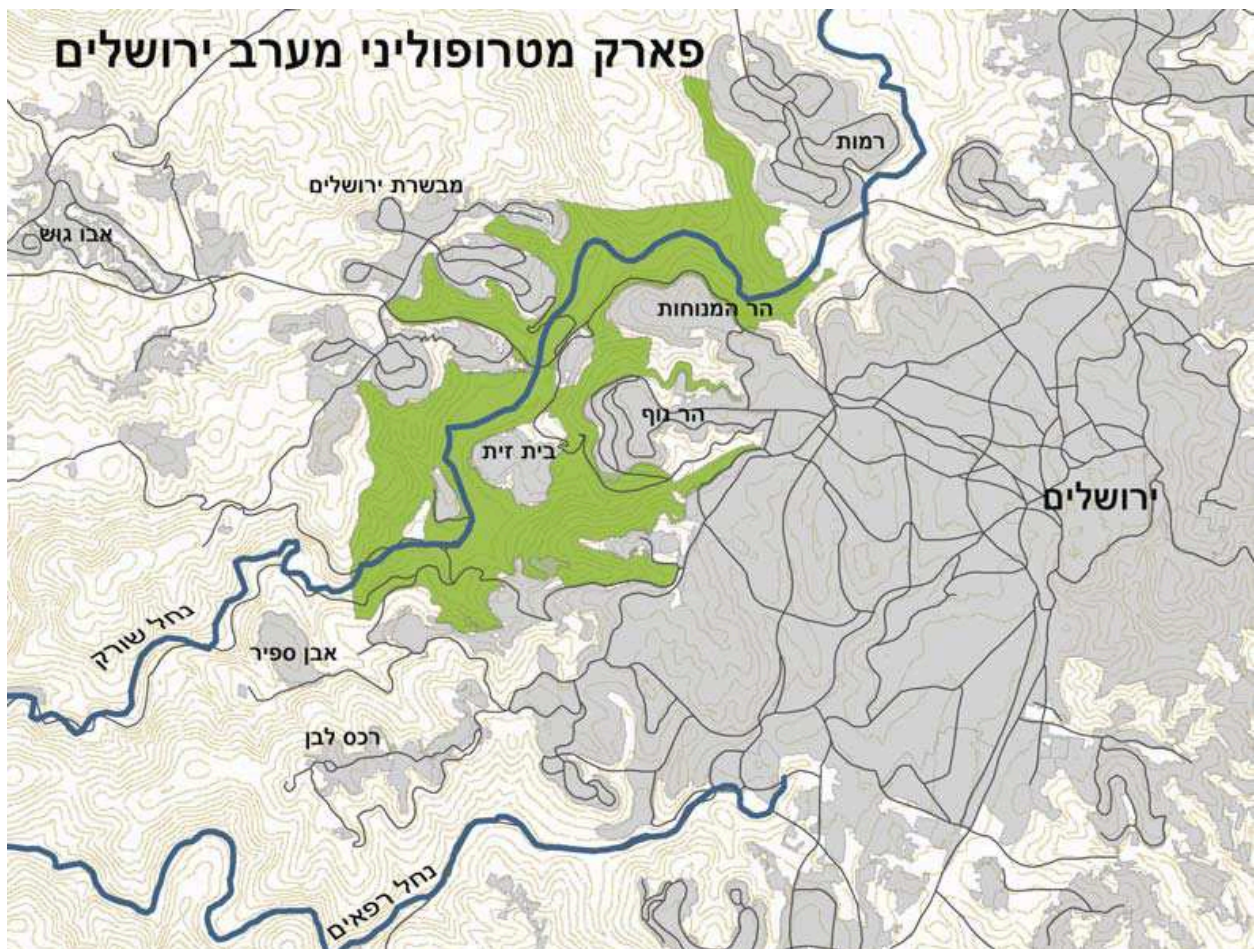 פארק מטרופוליני מערב ירושלים
רמות
מבשרת ירושלים
אבו גוש
הר המנוחות
הר נוף
בית זית
ירושלים
נחל שורק
אבן ספיר
רכס לבן
נחל רפאים